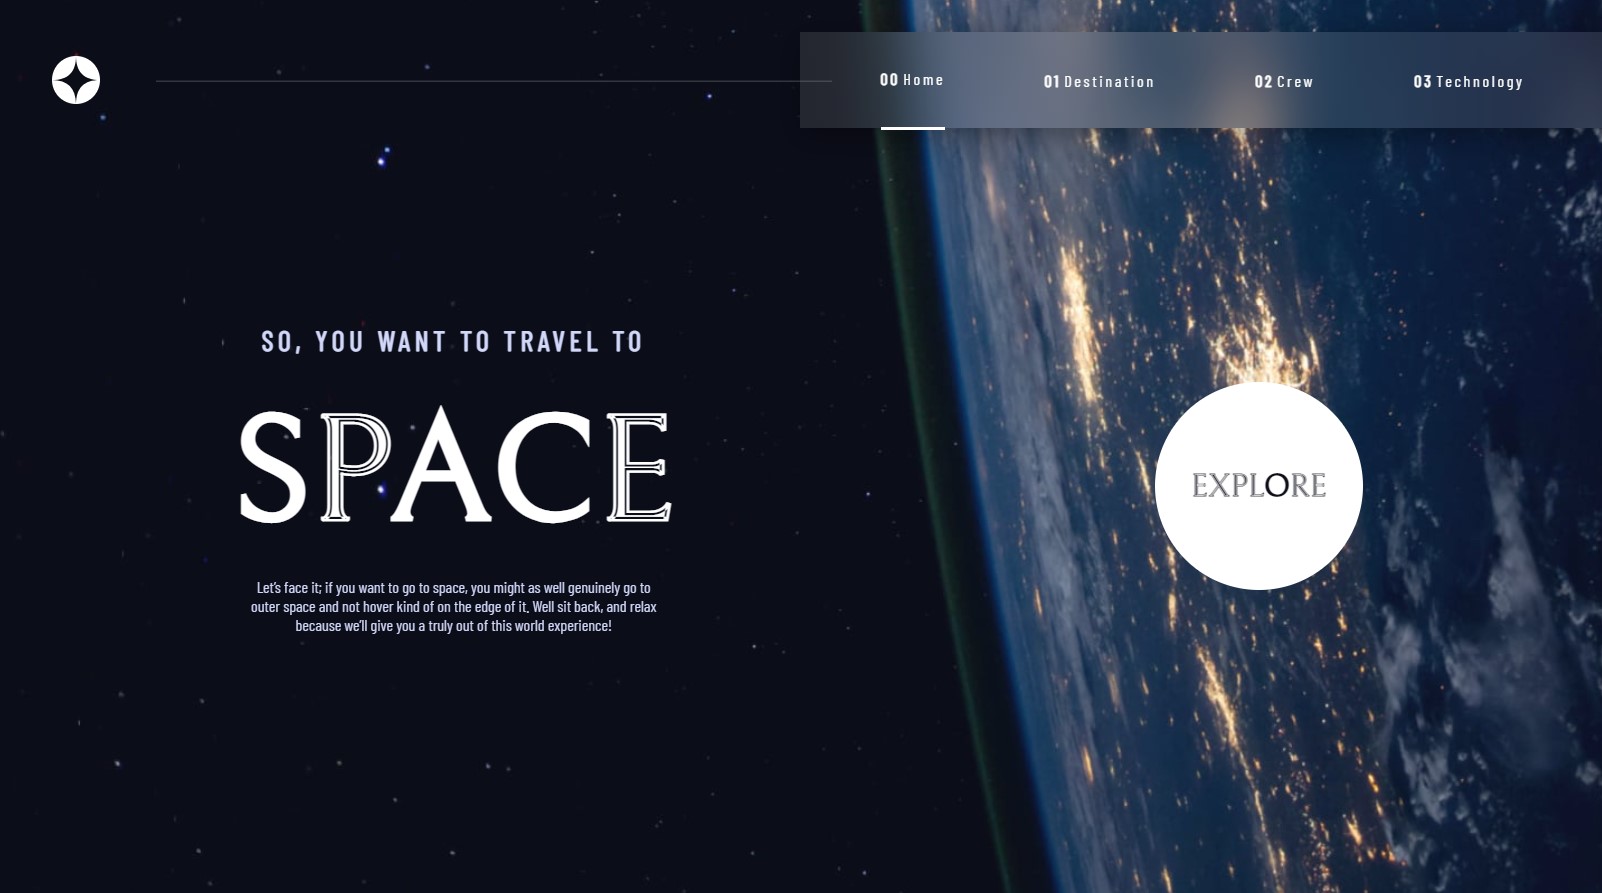 00 Home 01 Destination 02 Crew 03 Technology
SO, YOU WANT TO TRAVEL TO
SPACE
Let's face it; if you want to go to space, you might as well genuinely go to
outer space and not hover kind of on the edge of it. Well sit back, and relax
because we'll give you a truly out of this world experience!
EXPLORE